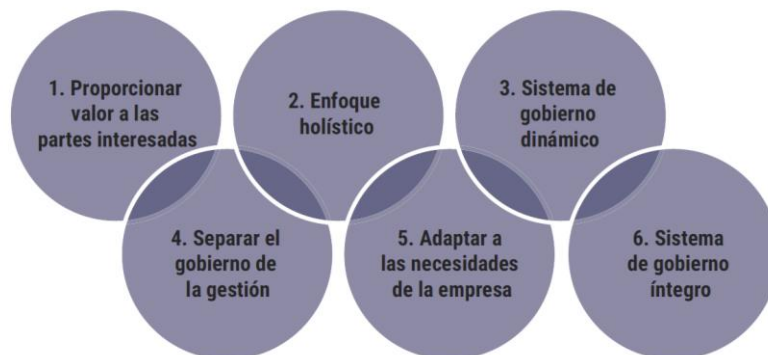 1. Proporcionar
valor a las
partes interesadas
2. Enfoque
holístico
3. Sistema de
gobierno
dinámico
4. Separar el
gobierno de
la gestión
5. Adaptar a
las necesidades
de la empresa
6. Sistema
de gobierno
íntegro